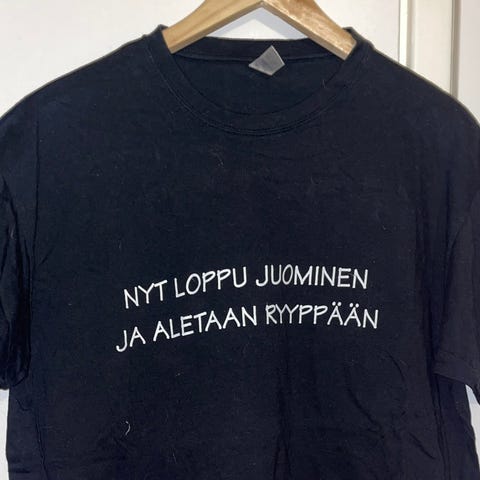 NYT LOPPU JUOMINEN
JA ALETAAN RYYPPÄÄN